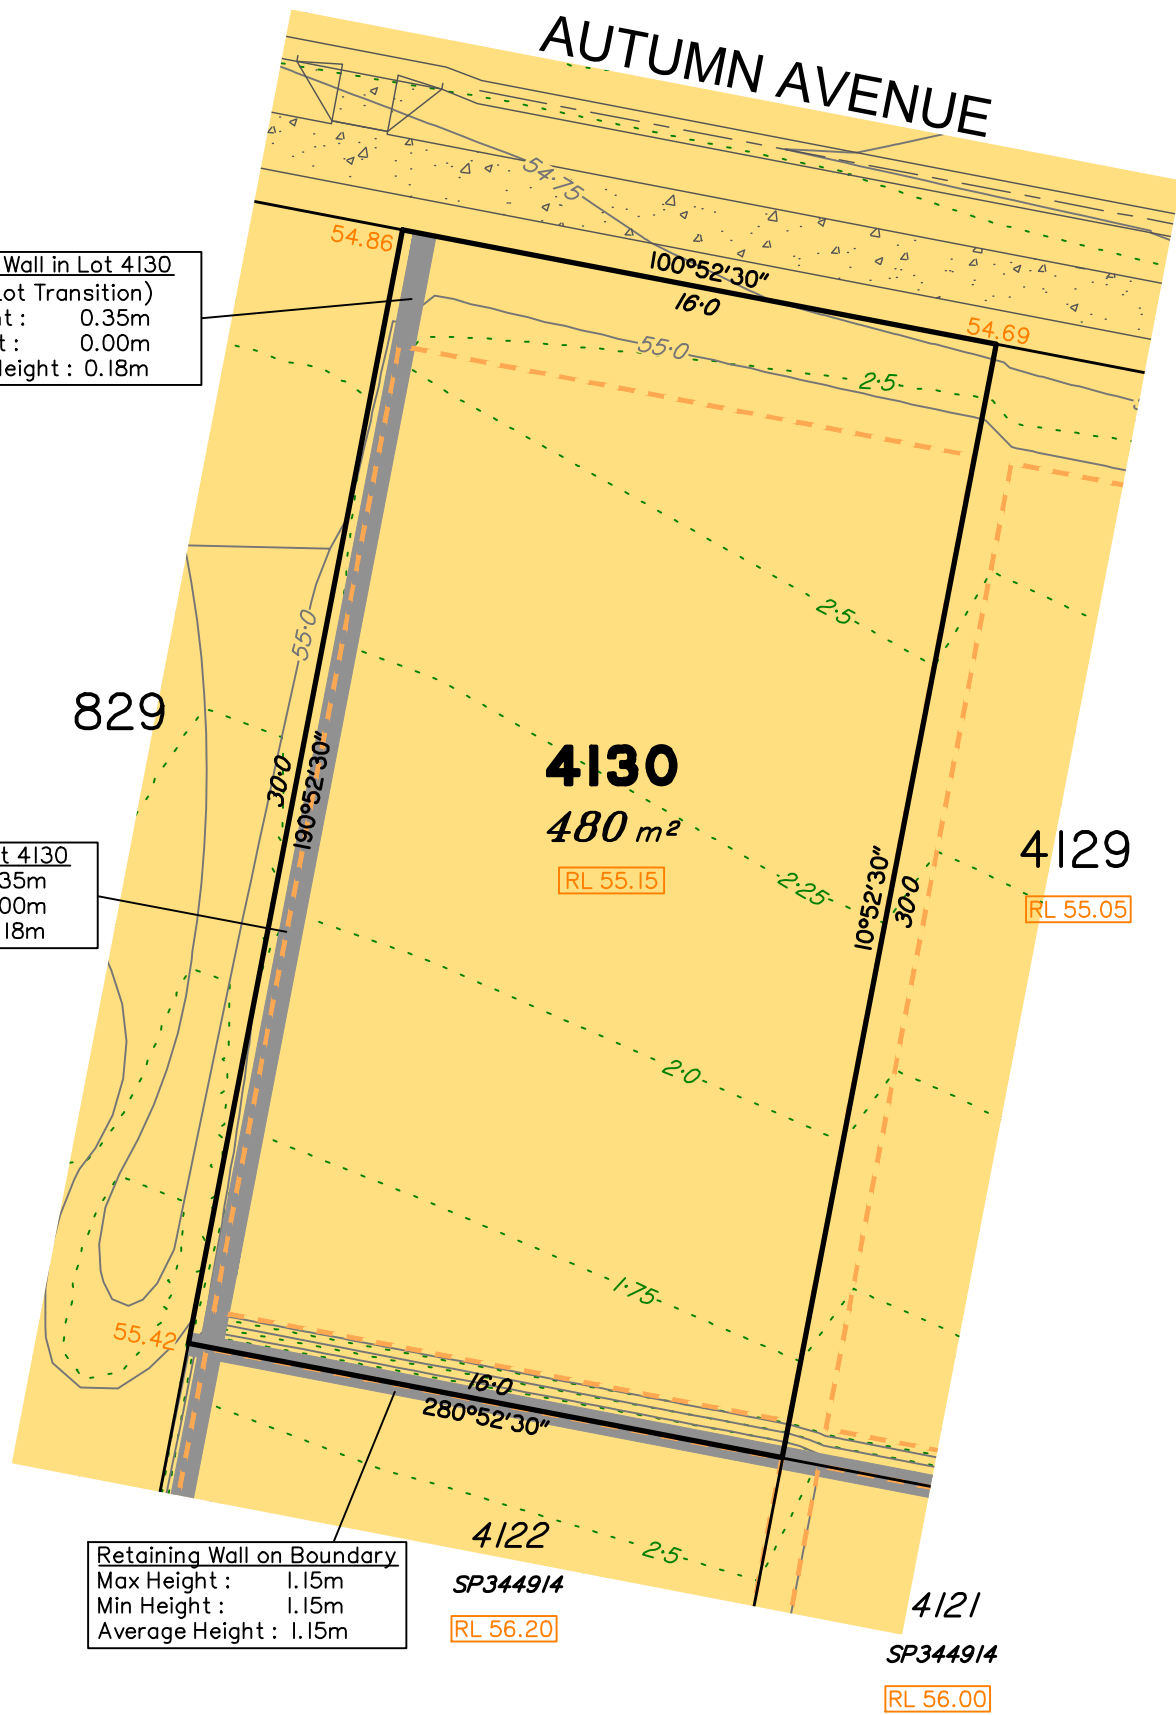 AUTUMN AVENUE
54·75
54.86
Wall in Lot 4130
Lot Transition)
0.35m
0.00m
Height : 0.18m
100°52'30"
16·0
54.69
55·0
2·5
2·5
55·0
829
30·0
190°52'30"
4130
480 m²
RL 55.15
4129
RL 55.05
10°52'30"
30·0
2·25
t 4130
35m
00m
18m
2·0
1·75
55.42
16·0
280°52'30"
Retaining Wall on Boundary
Max Height : 1.15m
Min Height : 1.15m
Average Height : 1.15m
4122
SP344914
RL 56.20
2·5
4121
SP344914
RL 56.00